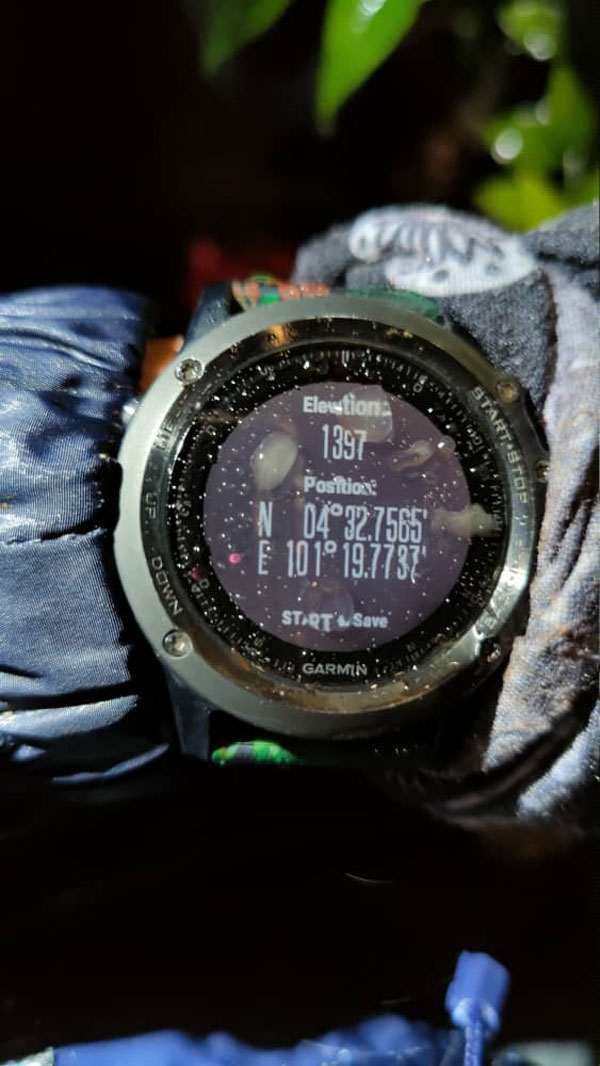 Elevation:
1397
Position:
N 04°32.7565'
E 101°19.7737'
START Save
GARMIN
START·STOP
UP
DOWN